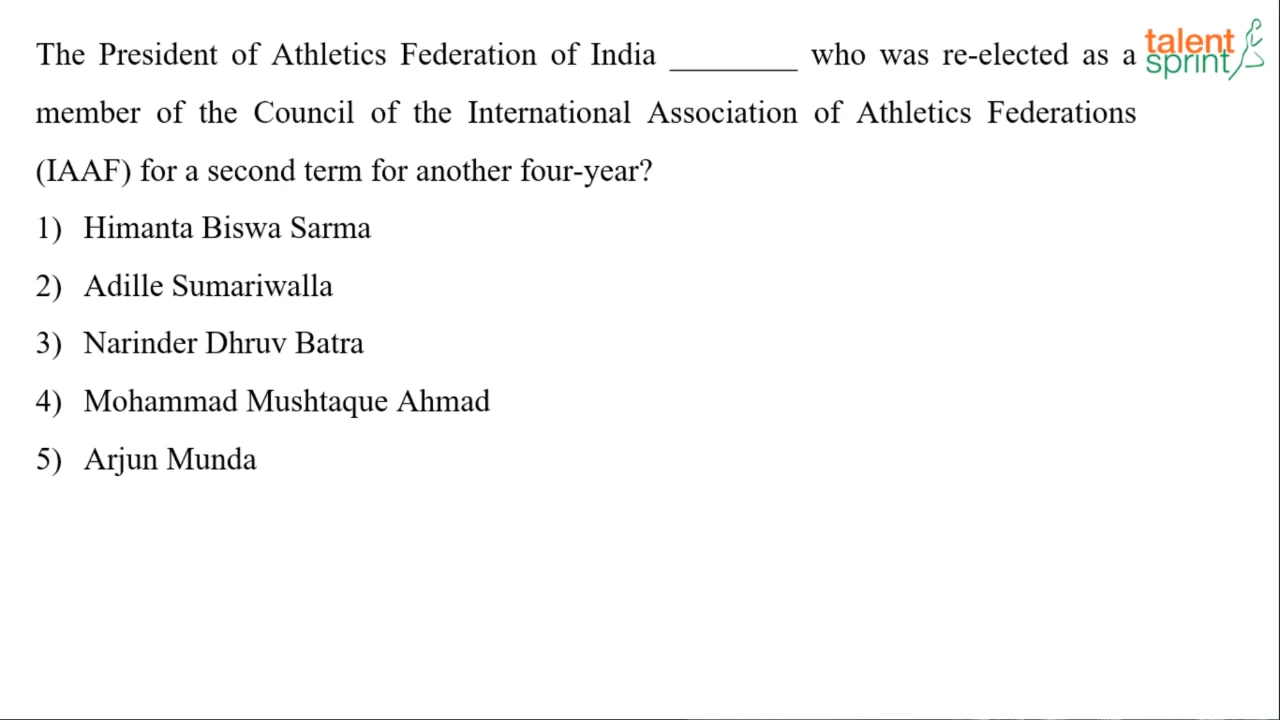 The President of Athletics Federation of India ________ who was re-elected as a
member of the Council of the International Association of Athletics Federations
(IAAF) for a second term for another four-year?
1) Himanta Biswa Sarma
2) Adille Sumariwalla
3) Narinder Dhruv Batra
4) Mohammad Mushtaque Ahmad
5) Arjun Munda
talent
sprint